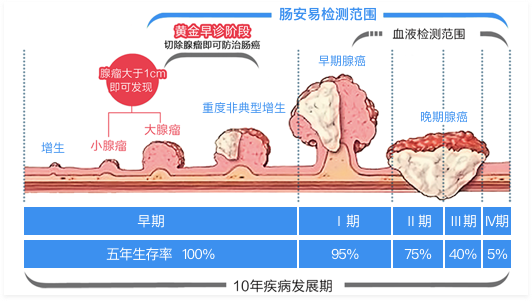 肠安易检测范围
黄金早诊阶段
切除腺瘤即可防治肠癌
血液检测范围
腺瘤大于1cm
即可发现
早期腺癌
重度非典型增生
晚期腺癌
大腺瘤
小腺瘤
增生
早期 Ⅰ期 Ⅱ期 Ⅲ期 Ⅳ期
五年生存率 100% 95% 75% 40% 5%
10年疾病发展期